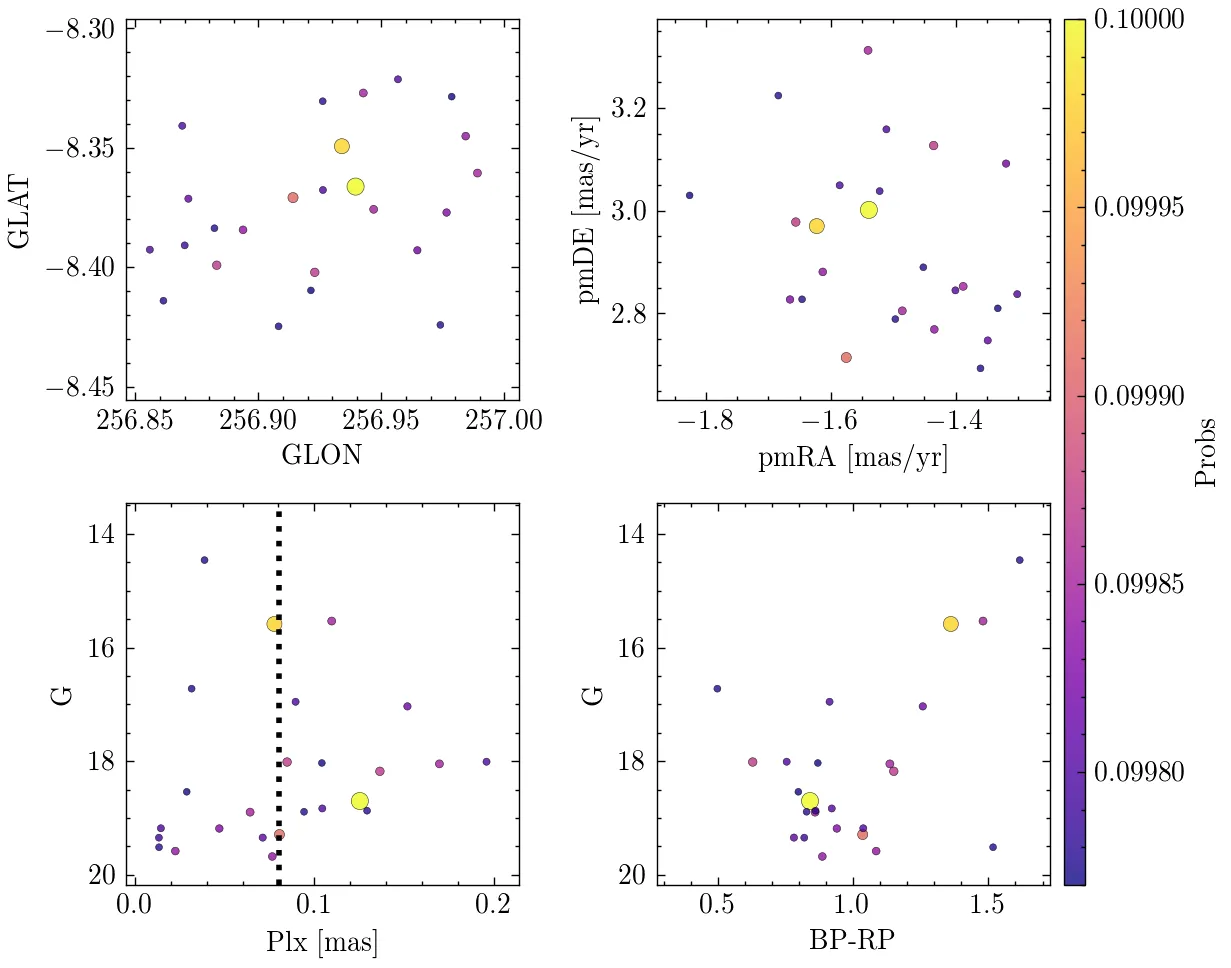 −8.30
−8.35
−8.40
−8.45
GLAT
256.85 256.90 256.95 257.00
GLON
3.2
3.0
2.8
pmDE [mas/yr]
−1.8 −1.6 −1.4
pmRA [mas/yr]
0.10000
0.09995
0.09990
0.09985
0.09980
Probs
14
16
18
20
G
0.0 0.1 0.2
Plx [mas]
14
16
18
20
G
0.5 1.0 1.5
BP-RP